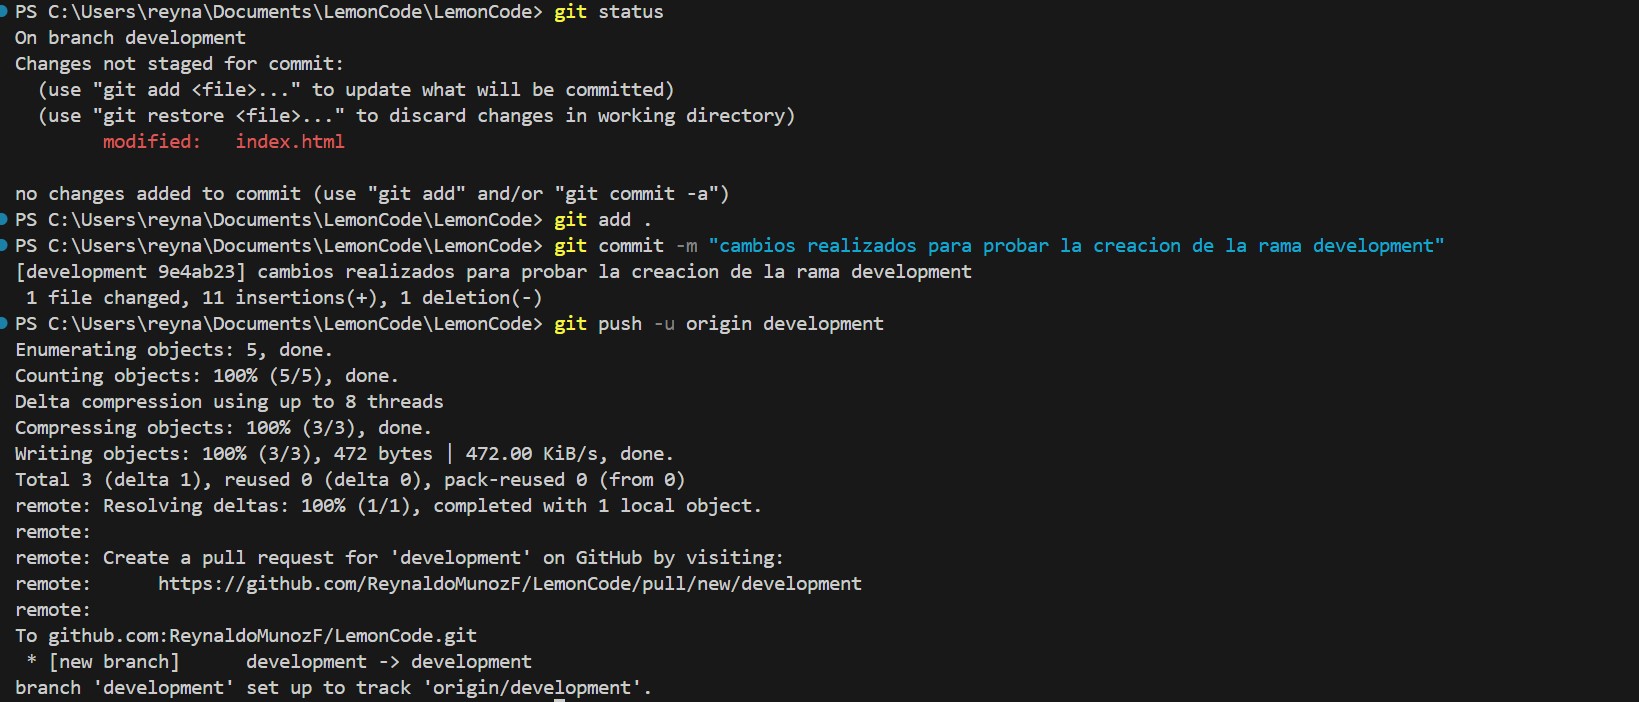 PS C:\Users\reyna\Documents\LemonCode\LemonCode> git status
On branch development
Changes not staged for commit:
  (use "git add <file>..." to update what will be committed)
  (use "git restore <file>..." to discard changes in working directory)
        modified:   index.html

no changes added to commit (use "git add" and/or "git commit -a")
PS C:\Users\reyna\Documents\LemonCode\LemonCode> git add .
PS C:\Users\reyna\Documents\LemonCode\LemonCode> git commit -m "cambios realizados para probar la creacion de la rama development"
[development 9e4ab23] cambios realizados para probar la creacion de la rama development
 1 file changed, 11 insertions(+), 1 deletion(-)
PS C:\Users\reyna\Documents\LemonCode\LemonCode> git push -u origin development
Enumerating objects: 5, done.
Counting objects: 100% (5/5), done.
Delta compression using up to 8 threads
Compressing objects: 100% (3/3), done.
Writing objects: 100% (3/3), 472 bytes | 472.00 KiB/s, done.
Total 3 (delta 1), reused 0 (delta 0), pack-reused 0 (from 0)
remote: Resolving deltas: 100% (1/1), completed with 1 local object.
remote:
remote: Create a pull request for 'development' on GitHub by visiting:
remote:      https://github.com/ReynaldoMunozF/LemonCode/pull/new/development
remote:
To github.com:ReynaldoMunozF/LemonCode.git
 * [new branch]      development -> development
branch 'development' set up to track 'origin/development'.